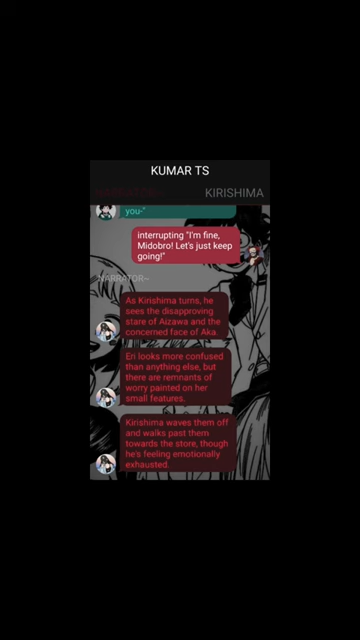 KUMAR TS
NARRATOR~
KIRISHIMA
you-"
interrupting "I'm fine,
Midobro! Let's just keep
going!"
NARRATOR~
As Kirishima turns, he
sees the disapproving
stare of Aizawa and the
concerned face of Aka.
Eri looks more confused
than anything else, but
there are remnants of
worry painted on her
small features.
Kirishima waves them off
and walks past them
towards the store, though
he's feeling emotionally
exhausted.